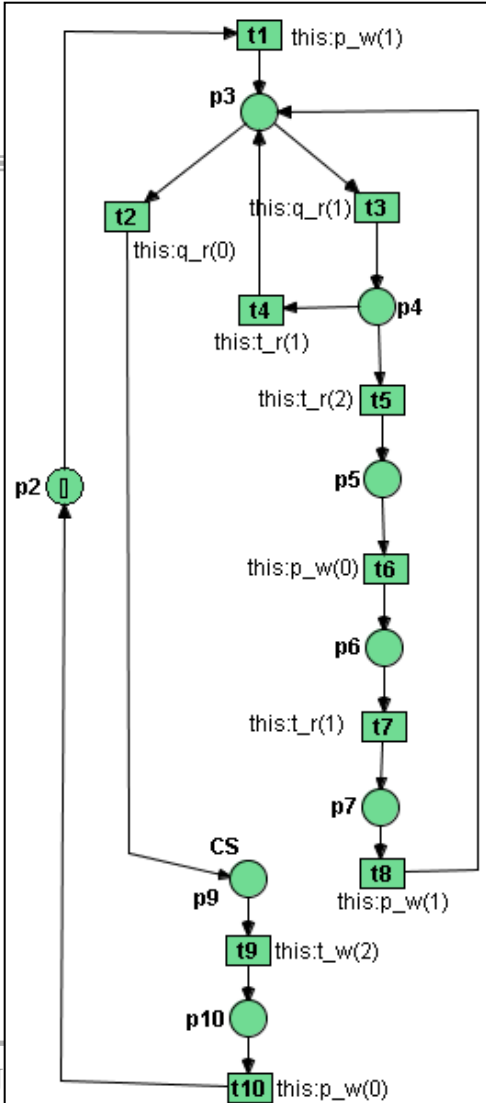 t1 this:p_w(1)
p3
t2
this:q_r(0)
this:q_r(1) t3
t4 p4
this:t_r(1)
this:t_r(2) t5
p2 []
p5
this:p_w(0) t6
p6
this:t_r(1) t7
p7
t8
this:p_w(1)
CS
p9
t9 this:t_w(2)
p10
t10 this:p_w(0)